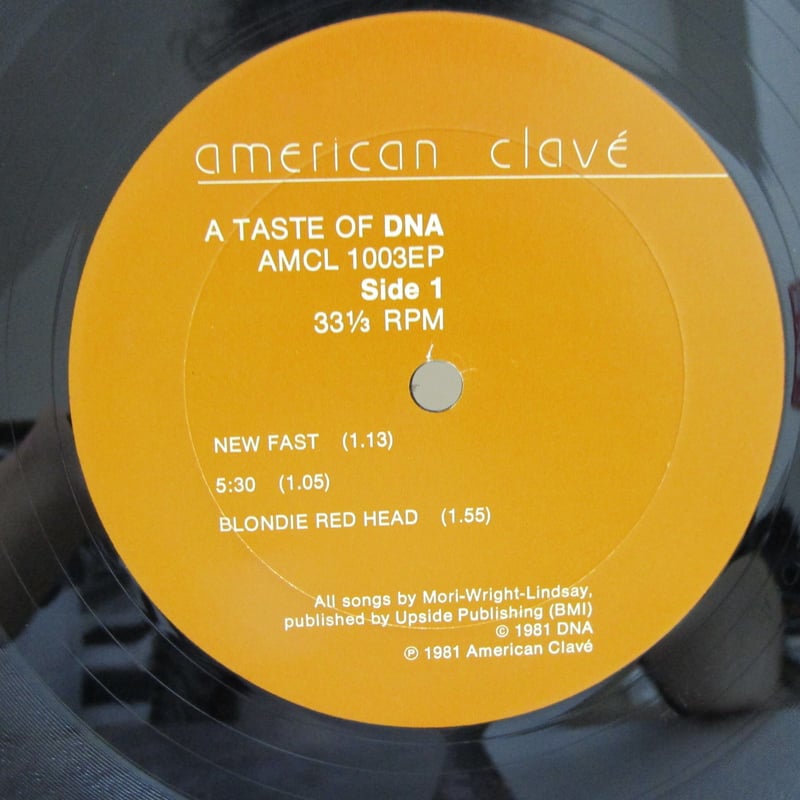 american clavé
A TASTE OF DNA
AMCL 1003EP
Side 1
33⅓ RPM
NEW FAST (1.13)
5:30 (1.05)
BLONDIE RED HEAD (1.55)
All songs by Mori-Wright-Lindsay,
published by Upside Publishing (BMI)
© 1981 DNA
℗ 1981 American Clavé